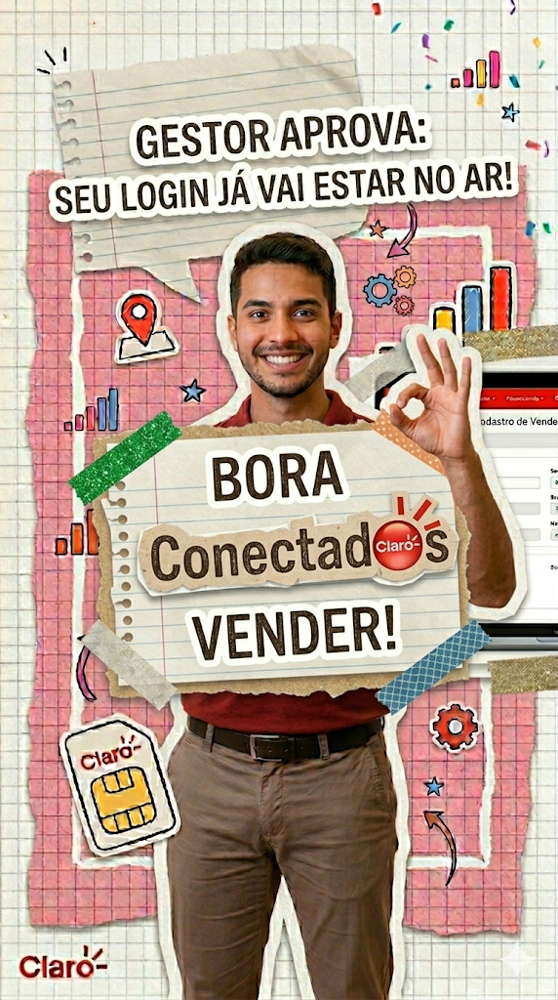 GESTOR APROVA:
SEU LOGIN JÁ VAI ESTAR NO AR!
BORA
Conectados
Claro
VENDER!
Claro
Claro